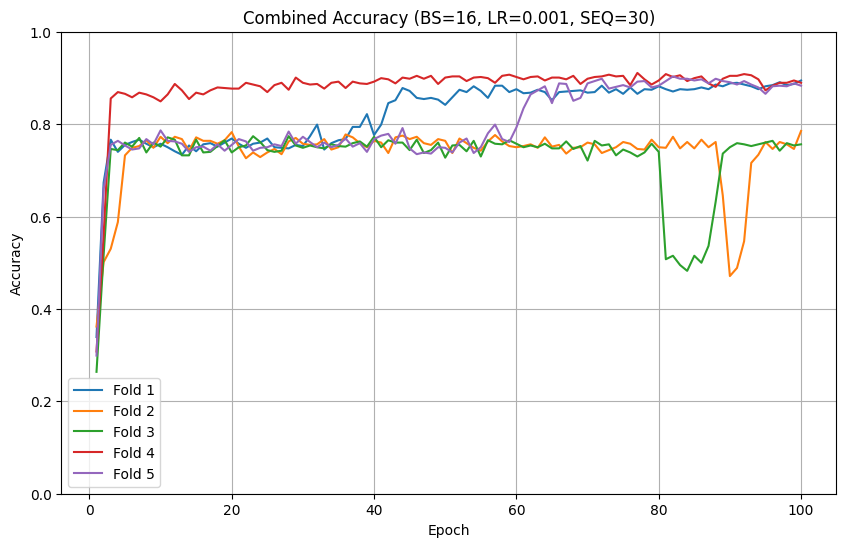 Combined Accuracy (BS=16, LR=0.001, SEQ=30)
1.0
0.8
0.6
0.4
0.2
0.0
Accuracy
Fold 1
Fold 2
Fold 3
Fold 4
Fold 5
0 20 40 60 80 100
Epoch